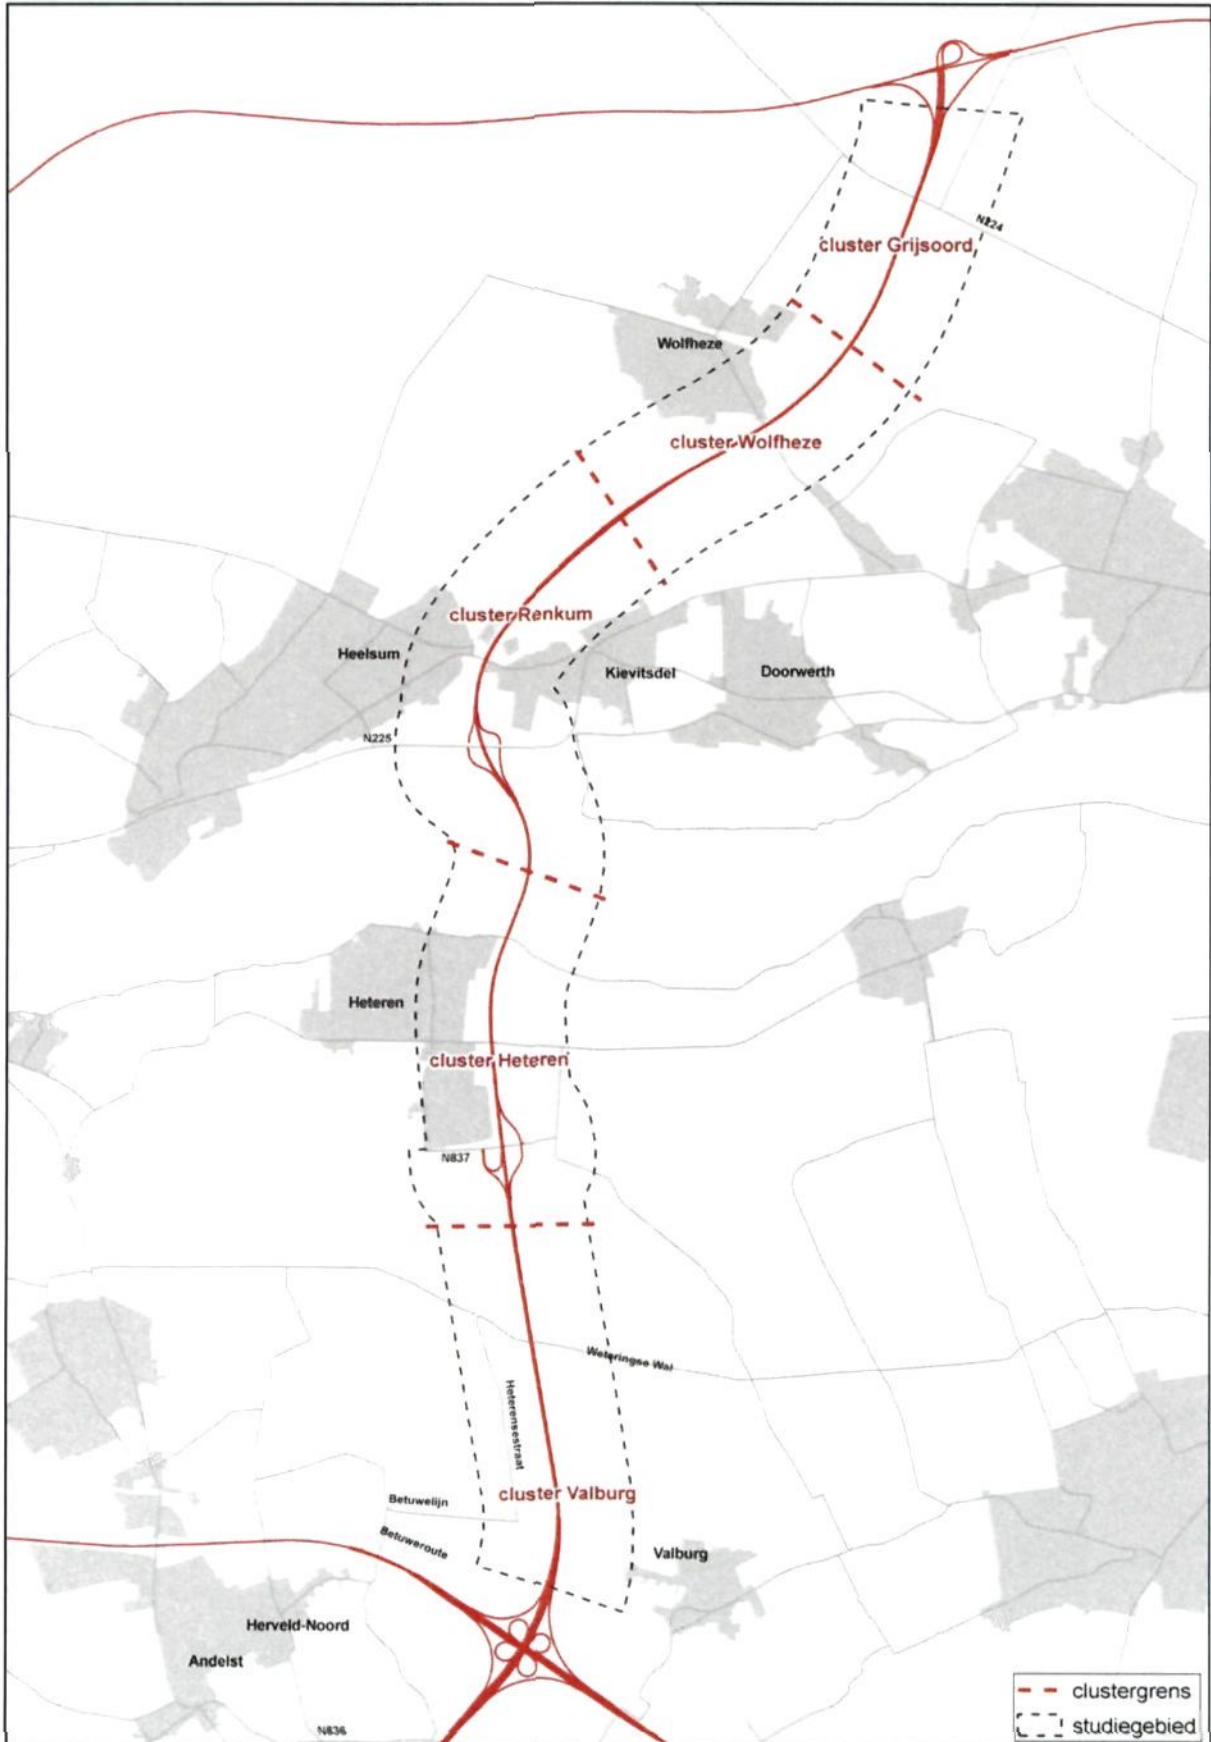 N224
cluster Grijsoord
Wolfheze
cluster Wolfheze
cluster Renkum
Heelsum
Kievitsdel
Doorwerth
N225
Heteren
cluster Heteren
N837
Weteringse Wal
Heterensestraat
cluster Valburg
Betuwelijn
Betuweroute
Valburg
Herveld-Noord
Andelst
N836
clustergrens
studiegebied